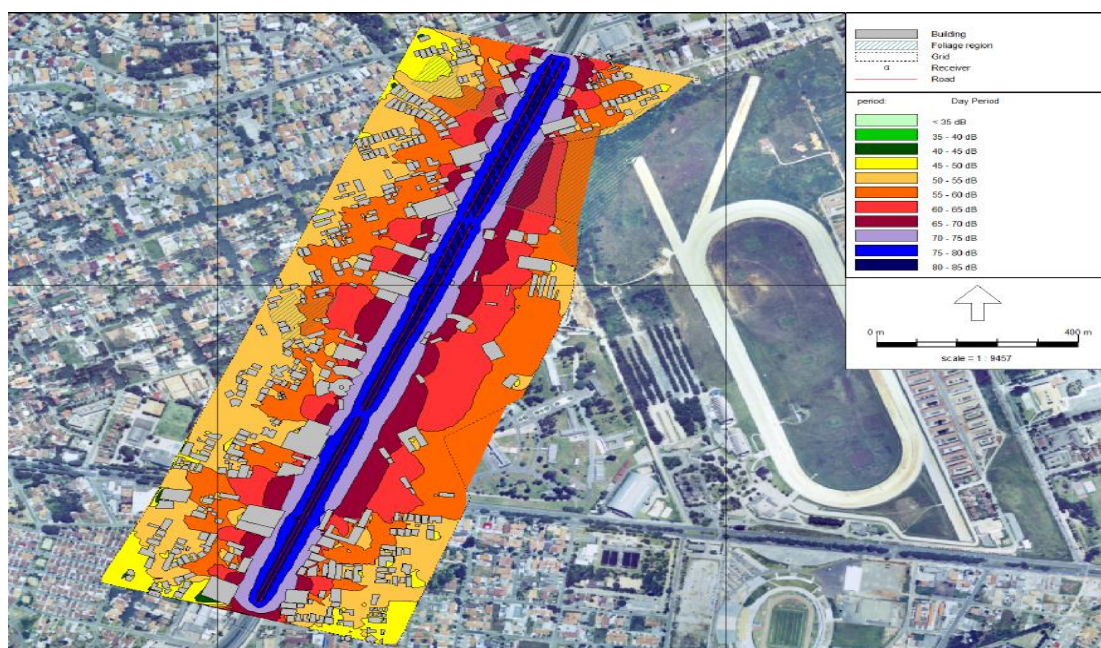 Building
Foliage region
Grid
Receiver
Road
period: Day Period
< 35 dB
35 - 40 dB
40 - 45 dB
45 - 50 dB
50 - 55 dB
55 - 60 dB
60 - 65 dB
65 - 70 dB
70 - 75 dB
75 - 80 dB
80 - 85 dB
0 m 400 m
scale = 1 : 9457